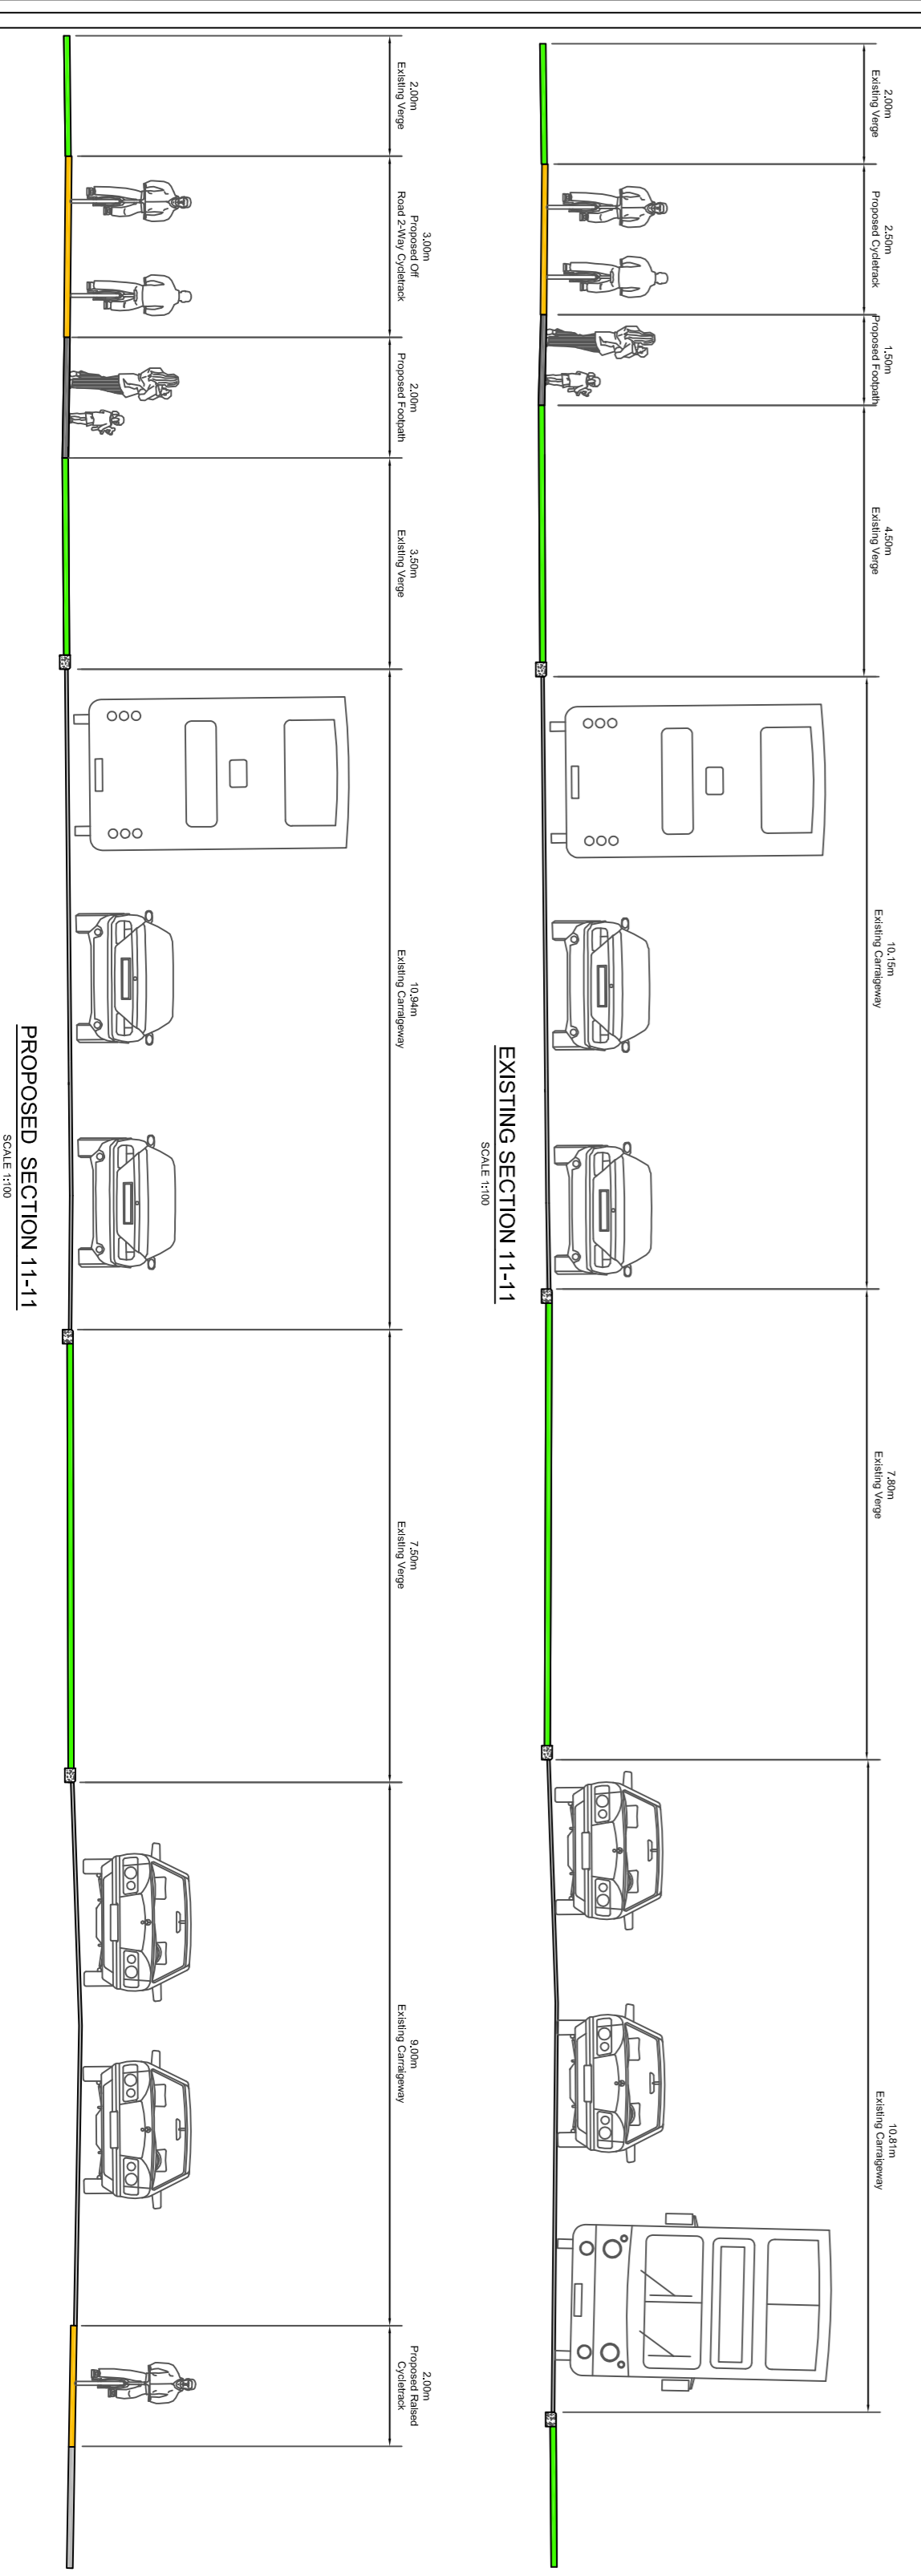 2.00m
Existing Verge
2.50m
Proposed Cycletrack
1.50m
Proposed Footpath
4.50m
Existing Verge
10.15m
Existing Carraigeway
7.80m
Existing Verge
10.81m
Existing Carraigeway
EXISTING SECTION 11-11
SCALE 1:100
2.00m
Existing Verge
3.00m
Proposed Off
Road 2-Way Cycletrack
2.00m
Proposed Footpath
3.50m
Existing Verge
10.94m
Existing Carraigeway
7.50m
Existing Verge
9.00m
Existing Carraigeway
2.00m
Proposed Raised
Cycletrack
PROPOSED SECTION 11-11
SCALE 1:100